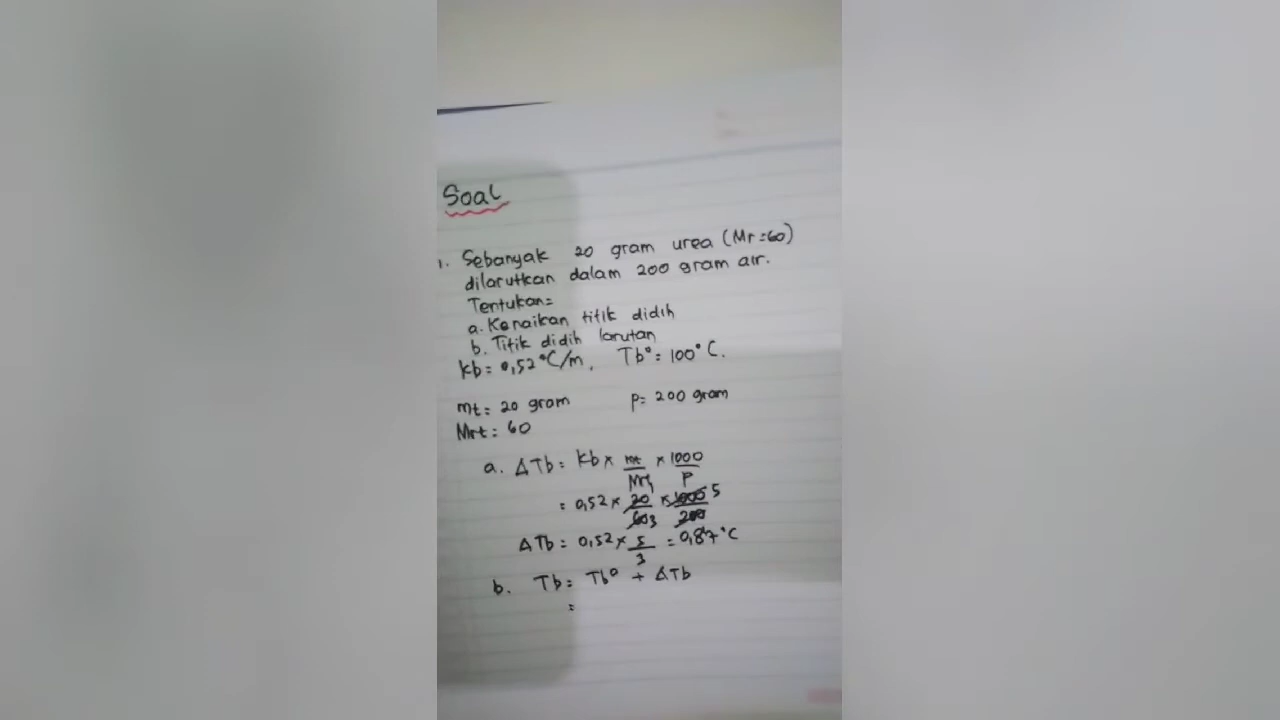 Soal
1. Sebanyak 20 gram urea (Mr=60)
dilarutkan dalam 200 gram air.
Tentukan=
a. Kenaikan titik didih
b. Titik didih larutan
kb= 0,52°C/m, Tb°= 100°C.
mt= 20 gram P= 200 gram
Mrt= 60
a. ΔTb= Kb × mt/Mrt × 1000/P
= 0,52 × 20/60 3 × 1000/200 5
ΔTb= 0,52 × 5/3 = 0,87°C
b. Tb= Tb° + ΔTb
=